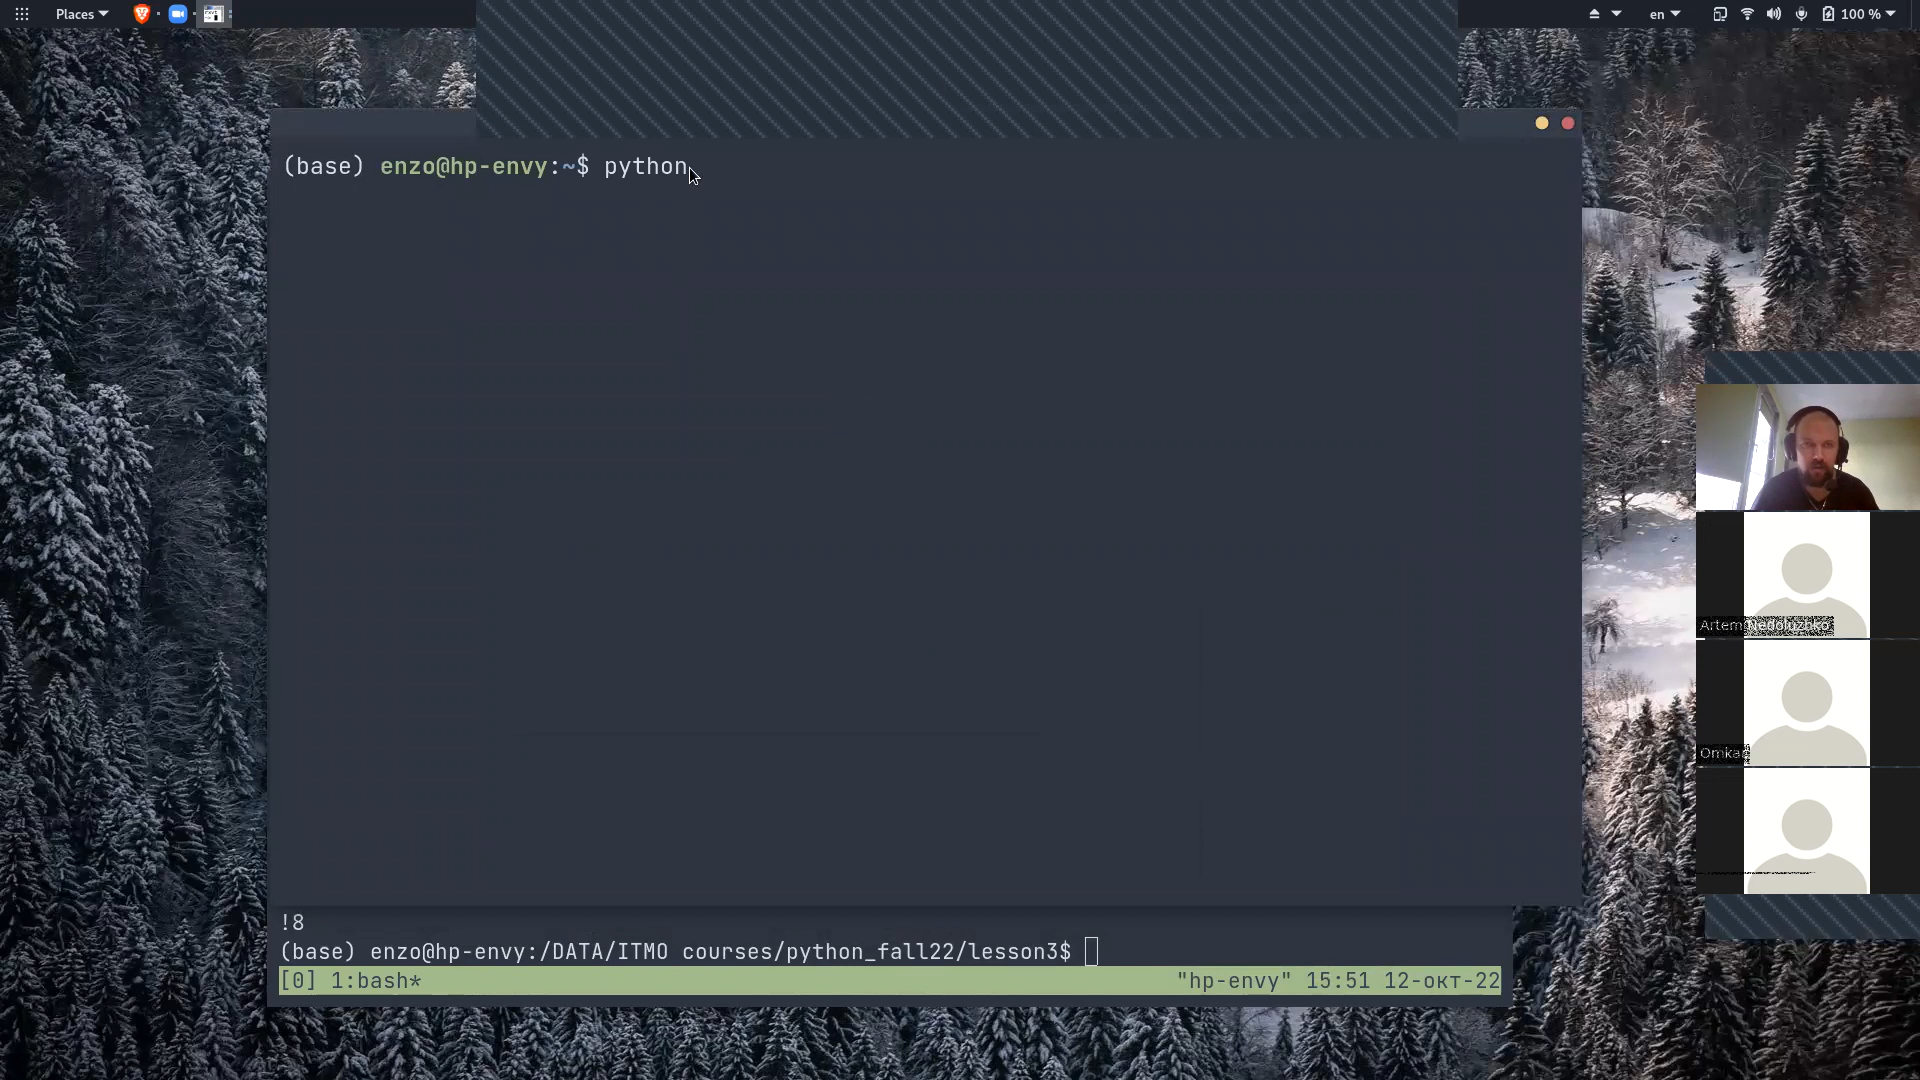 Places
en
100 %
(base) enzo@hp-envy:~$ python
Artem Nedoluzhko
!8
(base) enzo@hp-envy:/DATA/ITMO courses/python_fall22/lesson3$
[0] 1:bash* "hp-envy" 15:51 12-окт-22